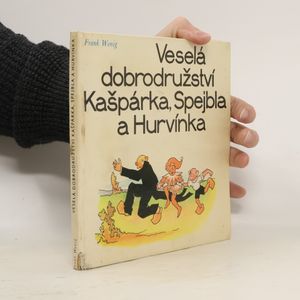 Frank Wenig
Veselá
dobrodružství
Kašpárka, Spejbla
a Hurvínka
VESELÁ DOBRODRUŽSTVÍ KAŠPÁRKA, SPEJBLA A HURVÍNKA